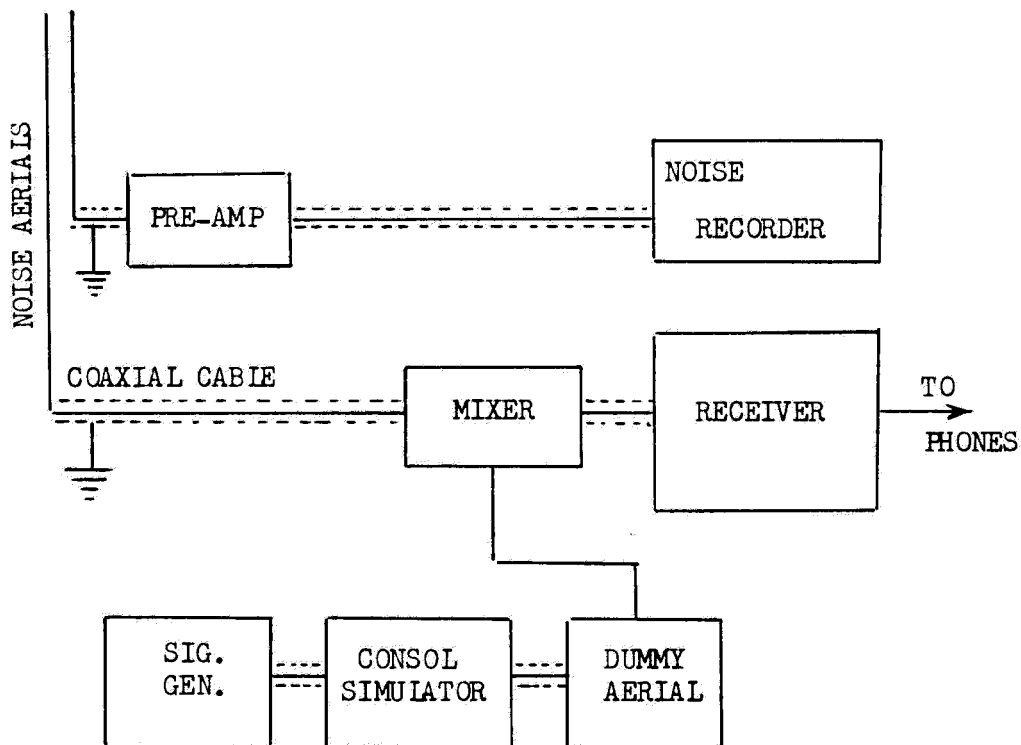 NOISE AERIALS
PRE-AMP
NOISE
RECORDER
COAXIAL CABIE
MIXER
RECEIVER
TO
PHONES
SIG.
GEN.
CONSOL
SIMULATOR
DUMMY
AERIAL